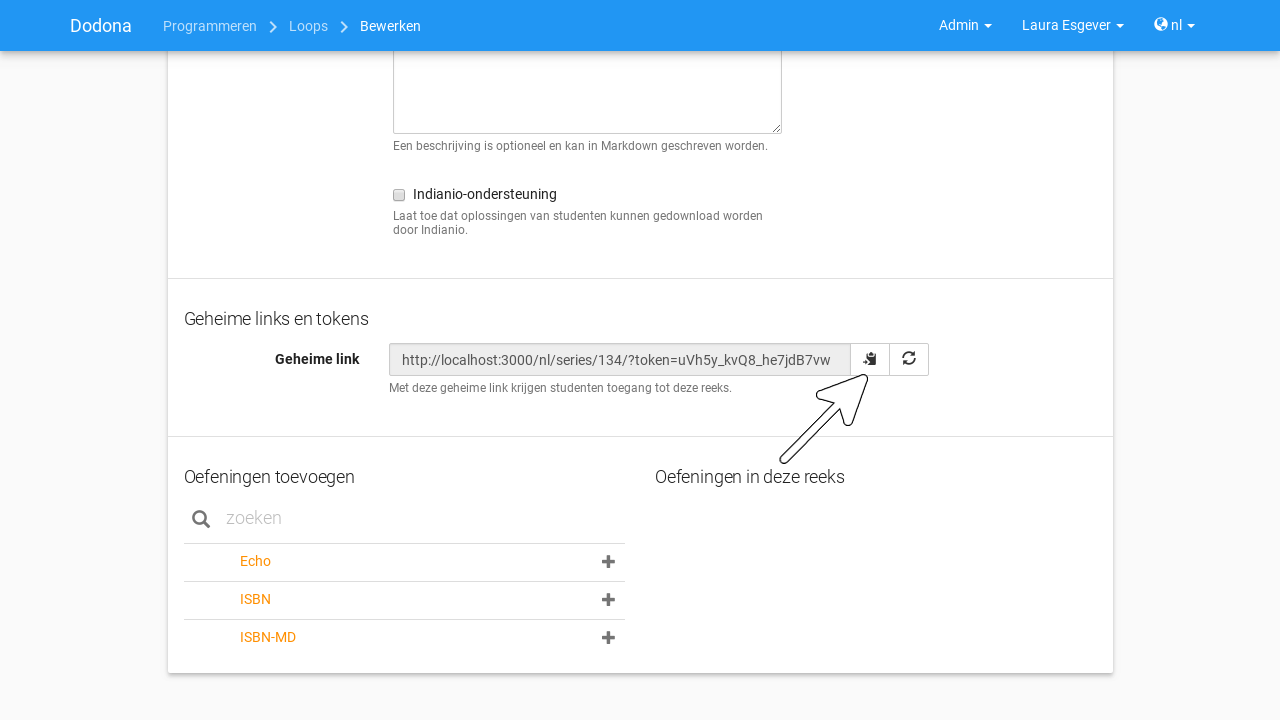 Dodona Programmeren Loops Bewerken Admin Laura Esgever nl
Een beschrijving is optioneel en kan in Markdown geschreven worden.
Indianio-ondersteuning
Laat toe dat oplossingen van studenten kunnen gedownload worden
door Indianio.
Geheime links en tokens
Geheime link http://localhost:3000/nl/series/134/?token=uVh5y_kvQ8_he7jdB7vw
Met deze geheime link krijgen studenten toegang tot deze reeks.
Oefeningen toevoegen
Oefeningen in deze reeks
zoeken
Echo
ISBN
ISBN-MD